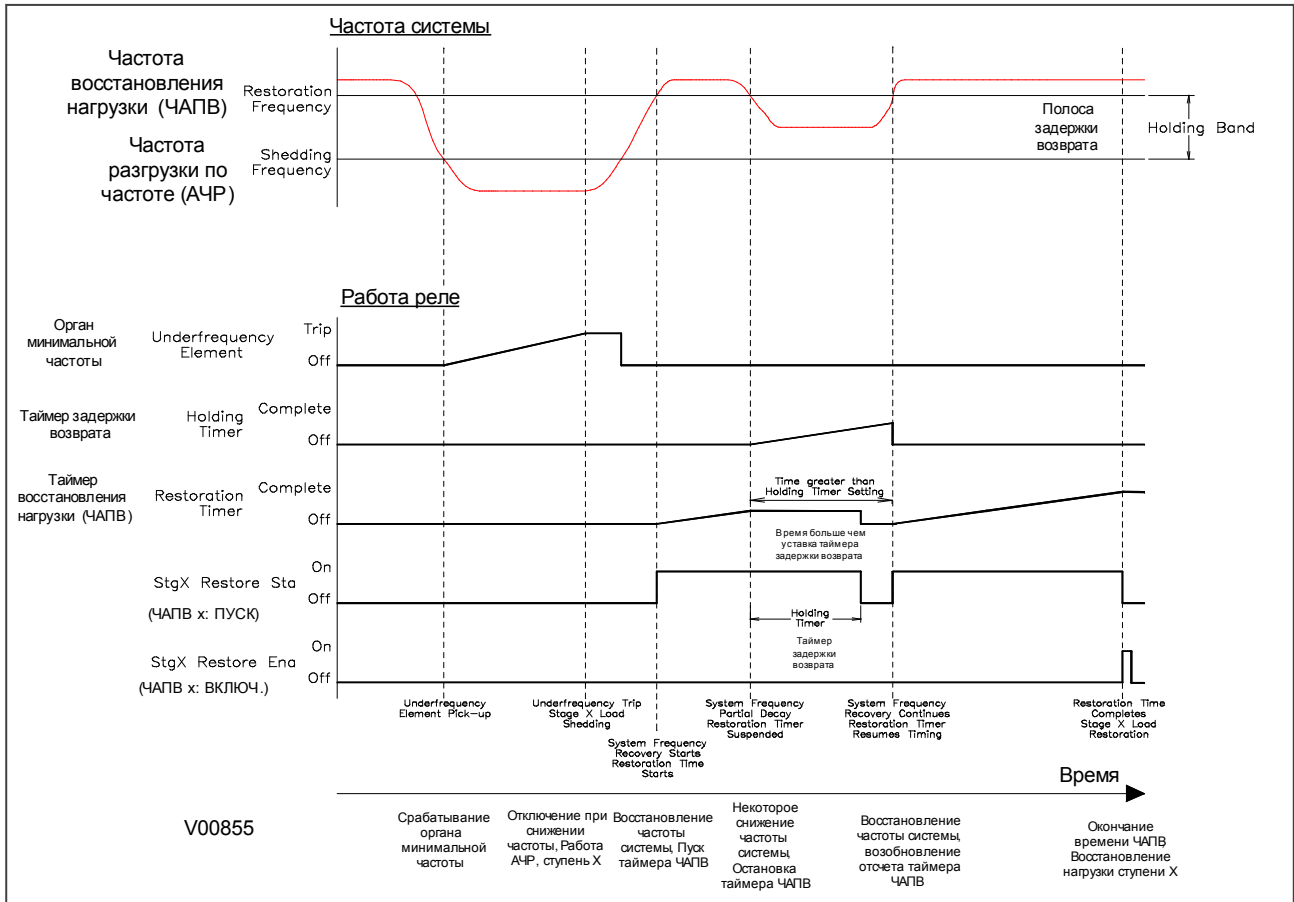 Частота системы
Частота
восстановления
нагрузки (ЧАПВ)
Restoration
Frequency
Полоса
задержки
возврата
Holding Band
Частота
разгрузки по
частоте (АЧР)
Shedding
Frequency
Работа реле
Орган
минимальной
частоты
Underfrequency
Element
Trip
Off
Таймер задержки
возврата
Holding
Timer
Complete
Off
Таймер
восстановления
нагрузки (ЧАПВ)
Restoration
Timer
Complete
Off
Time greater than
Holding Timer Setting
Время больше чем
уставка таймера
задержки возврата
StgX Restore Sta
(ЧАПВ x: ПУСК)
On
Off
Holding
Timer
Таймер
задержки
возврата
StgX Restore Ena
(ЧАПВ x: ВКЛЮЧ.)
On
Off
Underfrequency
Element Pick-up
Underfrequency Trip
Stage X Load
Shedding
System Frequency
Recovery Starts
Restoration Time
Starts
System Frequency
Partial Decay
Restoration Timer
Suspended
System Frequency
Recovery Continues
Restoration Timer
Resumes Timing
Restoration Time
Completes
Stage X Load
Restoration
Время
V00855
Срабатывание
органа
минимальной
частоты
Отключение при
снижении
частоты, Работа
АЧР, ступень X
Восстановление
частоты
системы, Пуск
таймера ЧАПВ
Некоторое
снижение
частоты
системы,
Остановка
таймера ЧАПВ
Восстановление
частоты системы,
возобновление
отсчета таймера
ЧАПВ
Окончание
времени ЧАПВ,
Восстановление
нагрузки ступени X